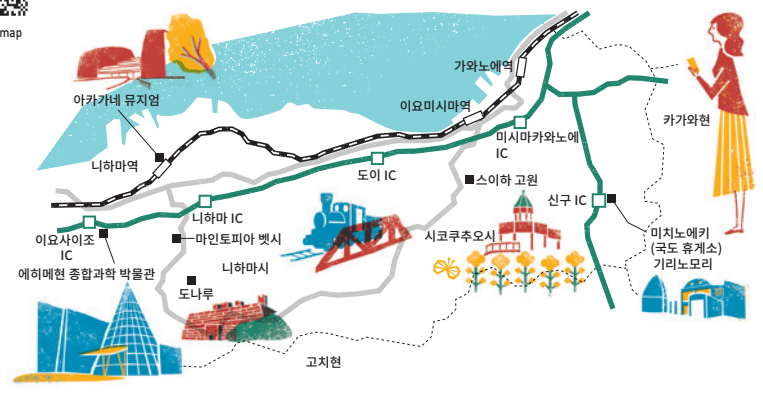 map
가와노에역
아카가네 뮤지엄
이요미시마역
카가와현
미시마카와노에
IC
니하마역
도이 IC
스이하 고원
신구 IC
니하마 IC
이요사이조
IC
마인토피아 벳시
시코쿠추오시
미치노에키
(국도 휴게소)
기리노모리
에히메현 종합과학 박물관
니하마시
도나루
고치현